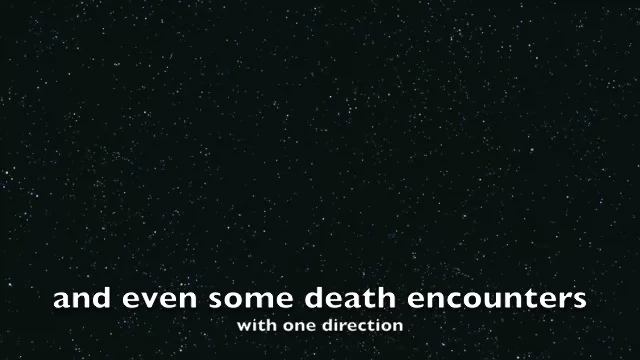 and even some death encounters
with one direction